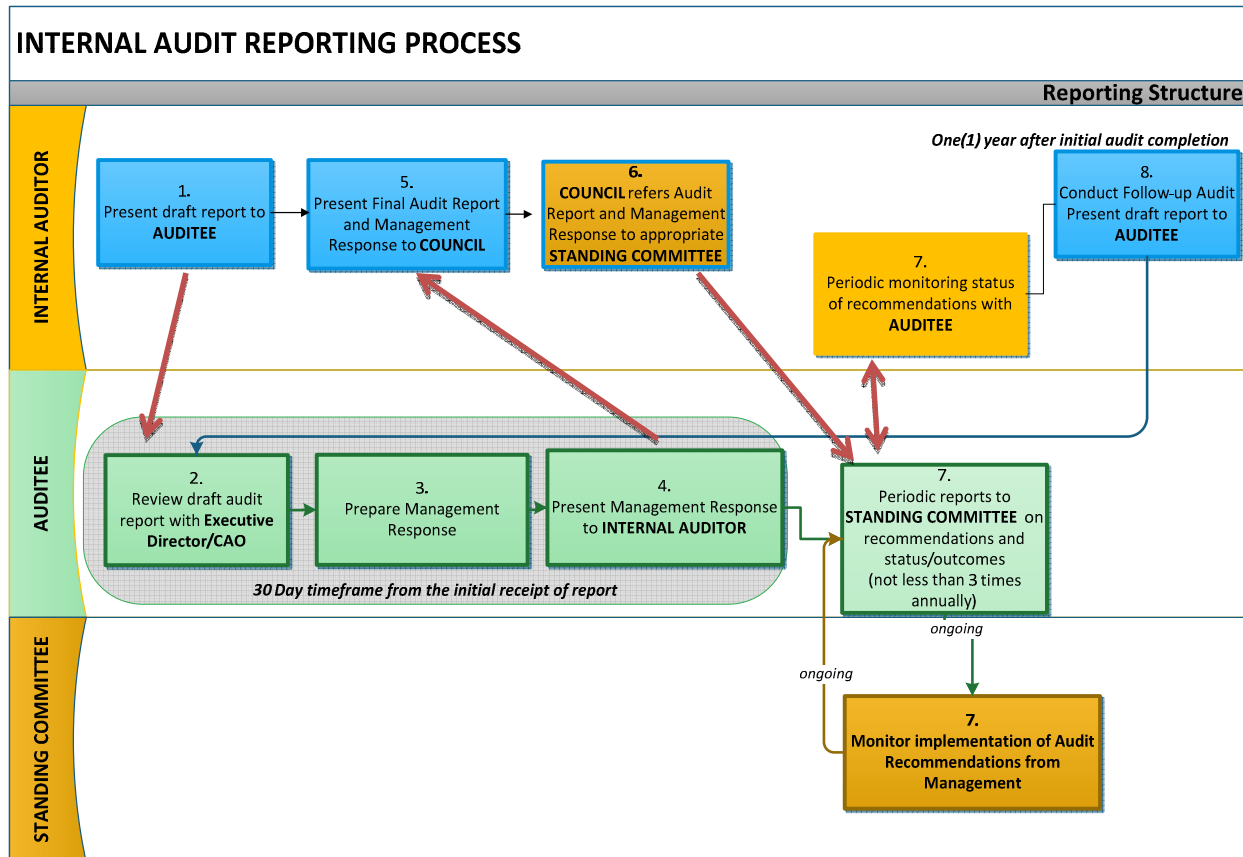 INTERNAL AUDIT REPORTING PROCESS
Reporting Structure
INTERNAL AUDITOR
One(1) year after initial audit completion
1.
Present draft report to
AUDITEE
5.
Present Final Audit Report
and Management
Response to COUNCIL
6.
COUNCIL refers Audit
Report and Management
Response to appropriate
STANDING COMMITTEE
7.
Periodic monitoring status
of recommendations with
AUDITEE
8.
Conduct Follow-up Audit
Present draft report to
AUDITEE
AUDITEE
2.
Review draft audit
report with Executive
Director/CAO
3.
Prepare Management
Response
4.
Present Management Response
to INTERNAL AUDITOR
30 Day timeframe from the initial receipt of report
7.
Periodic reports to
STANDING COMMITTEE on
recommendations and
status/outcomes
(not less than 3 times
annually)
STANDING COMMITTEE
ongoing
ongoing
7.
Monitor implementation of Audit
Recommendations from
Management